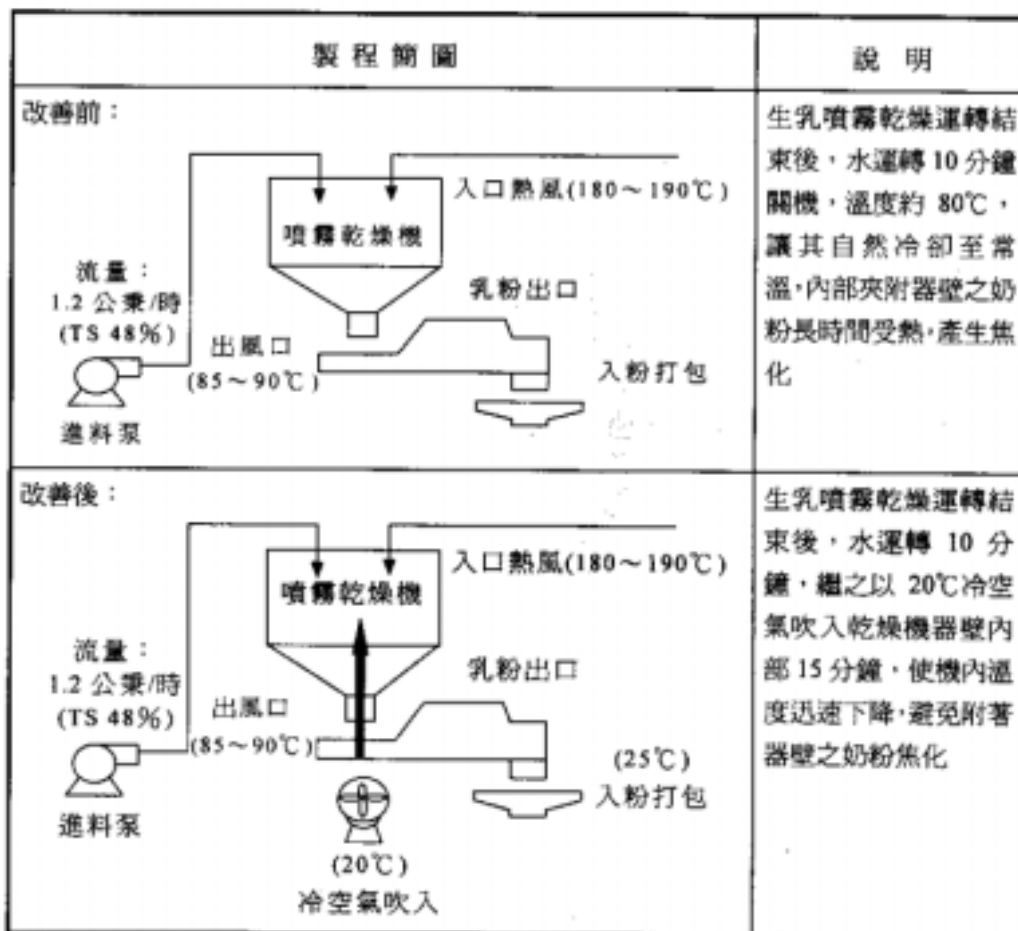 製程簡圖
說明
改善前：
入口熱風(180～190℃)
噴霧乾燥機
流量：
1.2 公秉/時
(TS 48%)
出風口
(85～90℃)
乳粉出口
入粉打包
進料泵
生乳噴霧乾燥運轉結
束後，水運轉 10 分鐘
關機，溫度約 80℃，
讓其自然冷卻至常
溫，內部夾附器壁之奶
粉長時間受熱，產生焦
化
改善後：
入口熱風(180～190℃)
噴霧乾燥機
流量：
1.2 公秉/時
(TS 48%)
出風口
(85～90℃)
乳粉出口
(25℃)
入粉打包
進料泵
(20℃)
冷空氣吹入
生乳噴霧乾燥運轉結
束後，水運轉 10 分
鐘，繼之以 20℃冷空
氣吹入乾燥機器壁內
部 15 分鐘，使機內溫
度迅速下降，避免附著
器壁之奶粉焦化